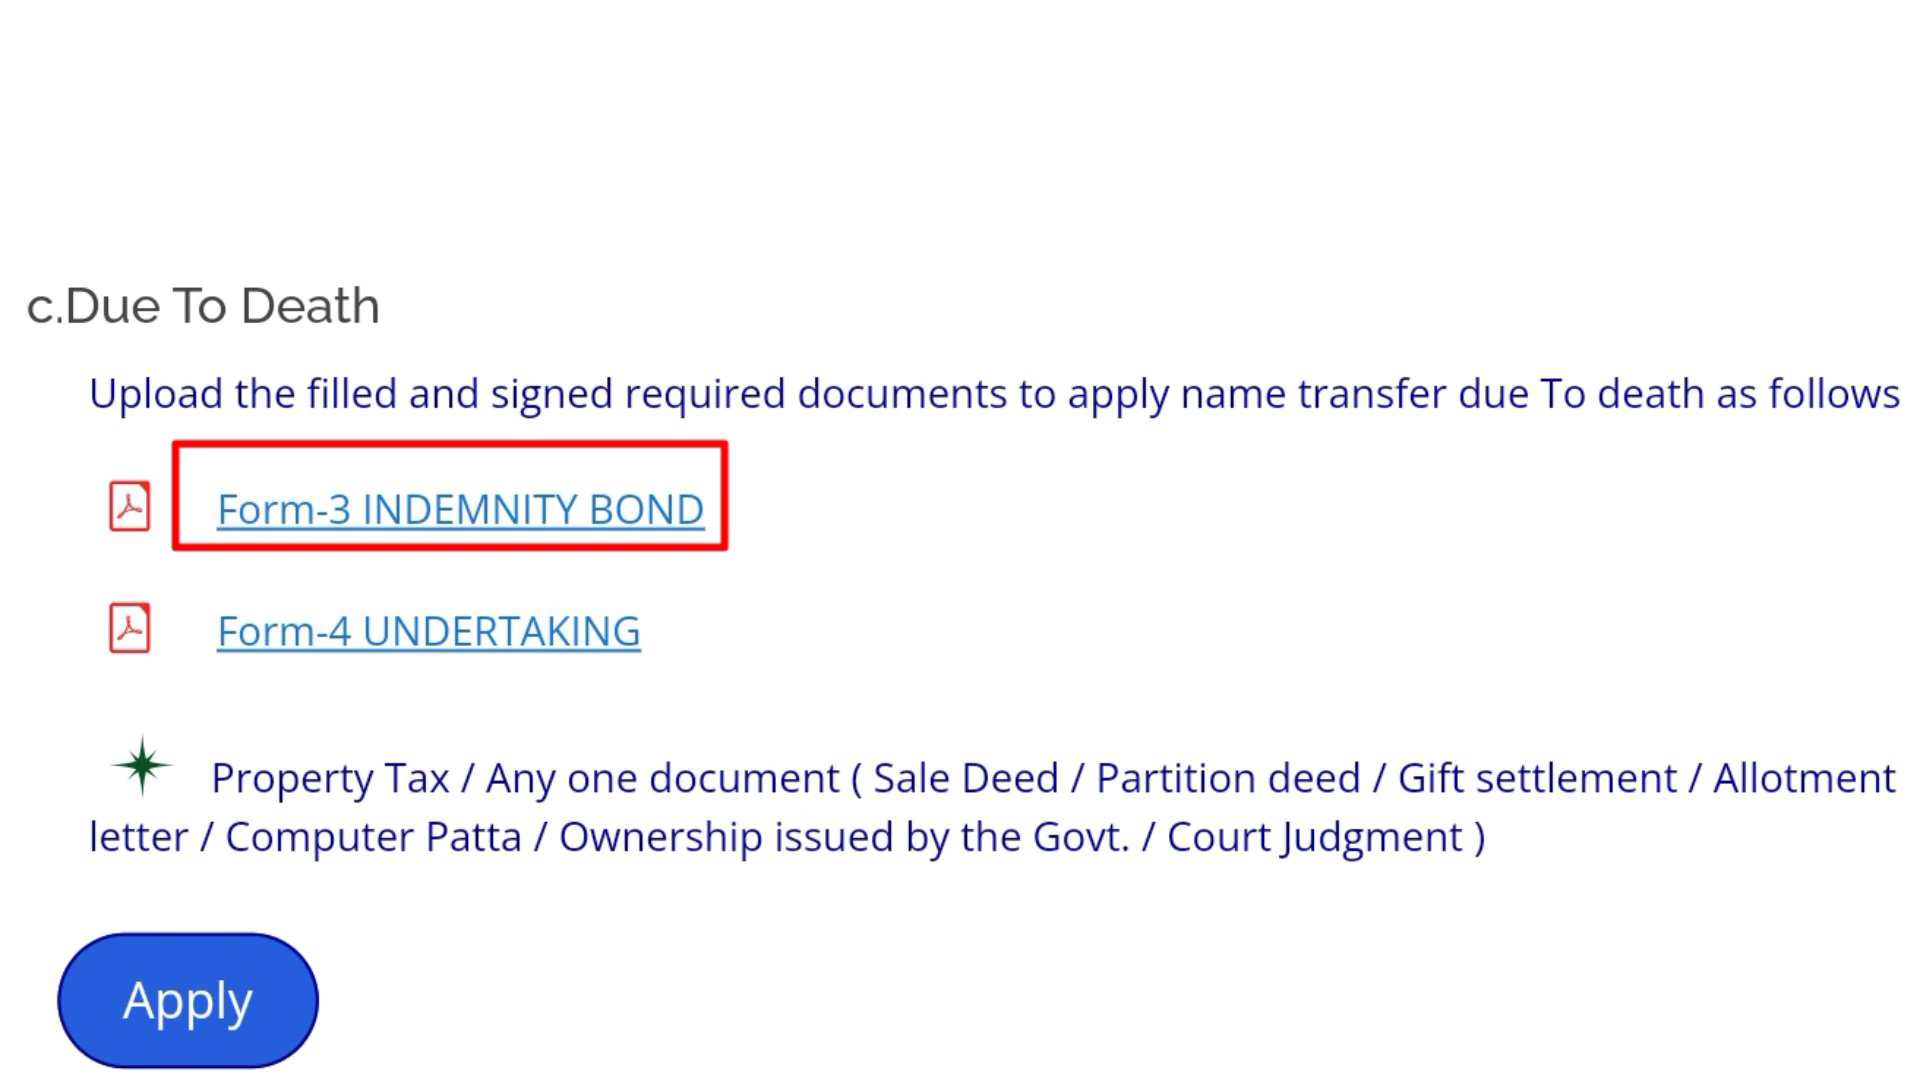 c.Due To Death
Upload the filled and signed required documents to apply name transfer due To death as follows
Form-3 INDEMNITY BOND
Form-4 UNDERTAKING
Property Tax / Any one document ( Sale Deed / Partition deed / Gift settlement / Allotment
letter / Computer Patta / Ownership issued by the Govt. / Court Judgment )
Apply